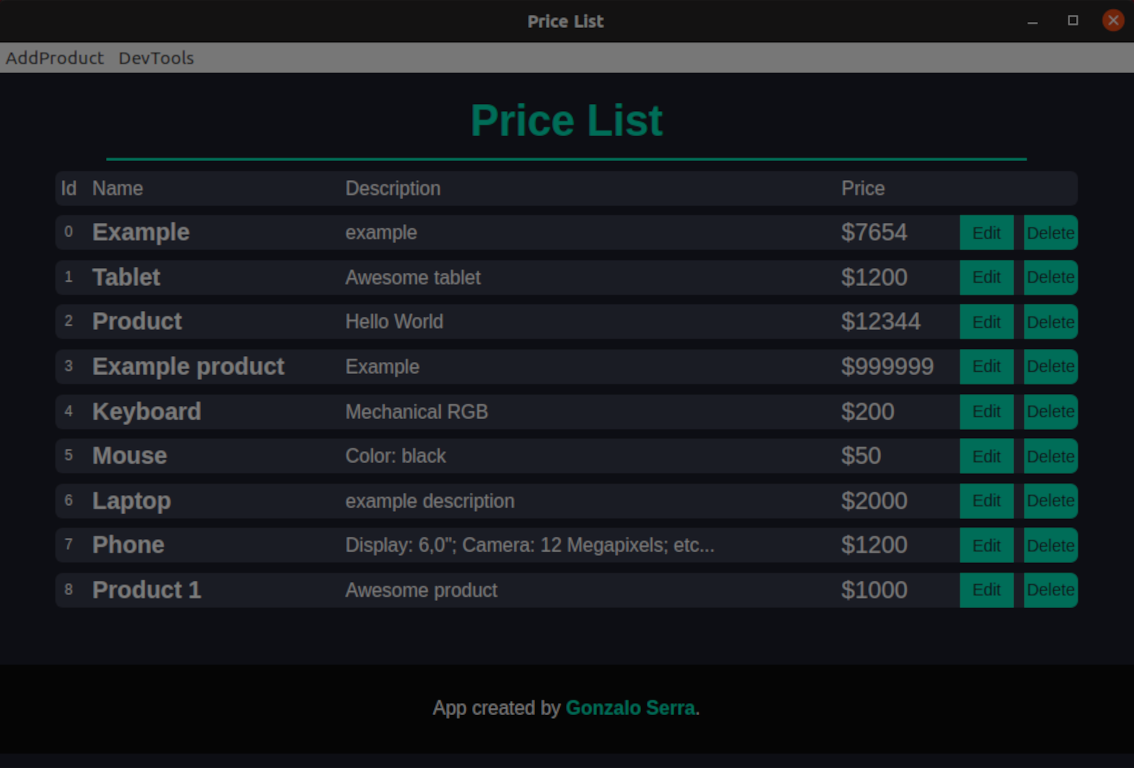 Price List
AddProduct DevTools
Price List
Id Name Description Price
0 Example example $7654 Edit Delete
1 Tablet Awesome tablet $1200 Edit Delete
2 Product Hello World $12344 Edit Delete
3 Example product Example $999999 Edit Delete
4 Keyboard Mechanical RGB $200 Edit Delete
5 Mouse Color: black $50 Edit Delete
6 Laptop example description $2000 Edit Delete
7 Phone Display: 6,0"; Camera: 12 Megapixels; etc... $1200 Edit Delete
8 Product 1 Awesome product $1000 Edit Delete
App created by Gonzalo Serra.